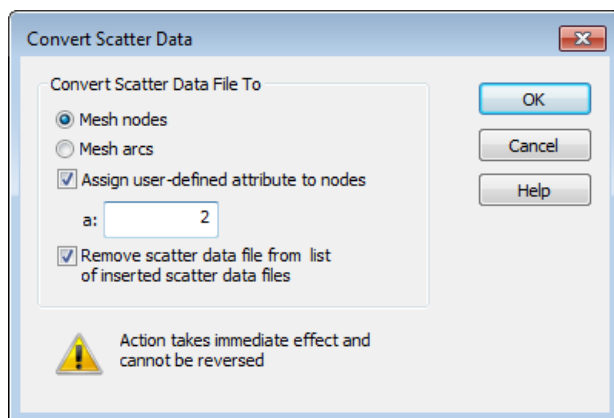 Convert Scatter Data
Convert Scatter Data File To
Mesh nodes
Mesh arcs
Assign user-defined attribute to nodes
a: 2
Remove scatter data file from list
of inserted scatter data files
OK
Cancel
Help
Action takes immediate effect and
cannot be reversed